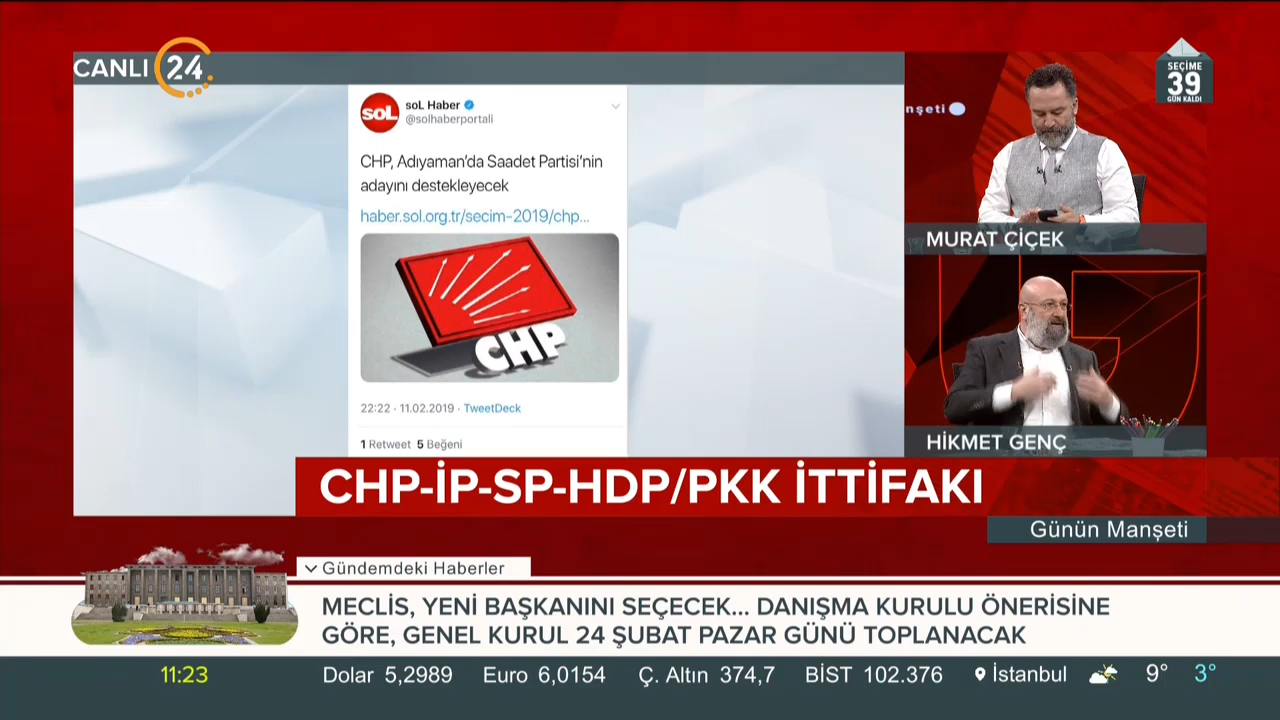 CANLI 24
SEÇİME
39
GÜN KALDI
nşeti
soL
soL Haber
@solhaberportali
CHP, Adıyaman'da Saadet Partisi'nin
adayını destekleyecek
haber.sol.org.tr/secim-2019/chp...
CHP
22:22 · 11.02.2019 · TweetDeck
1 Retweet 5 Beğeni
MURAT ÇİÇEK
HİKMET GENÇ
CHP-İP-SP-HDP/PKK İTTİFAKI
Günün Manşeti
Gündemdeki Haberler
MECLİS, YENİ BAŞKANINI SEÇECEK... DANIŞMA KURULU ÖNERİSİNE
GÖRE, GENEL KURUL 24 ŞUBAT PAZAR GÜNÜ TOPLANACAK
11:23 Dolar 5,2989 Euro 6,0154 Ç. Altın 374,7 BİST 102.376 İstanbul 9° 3°